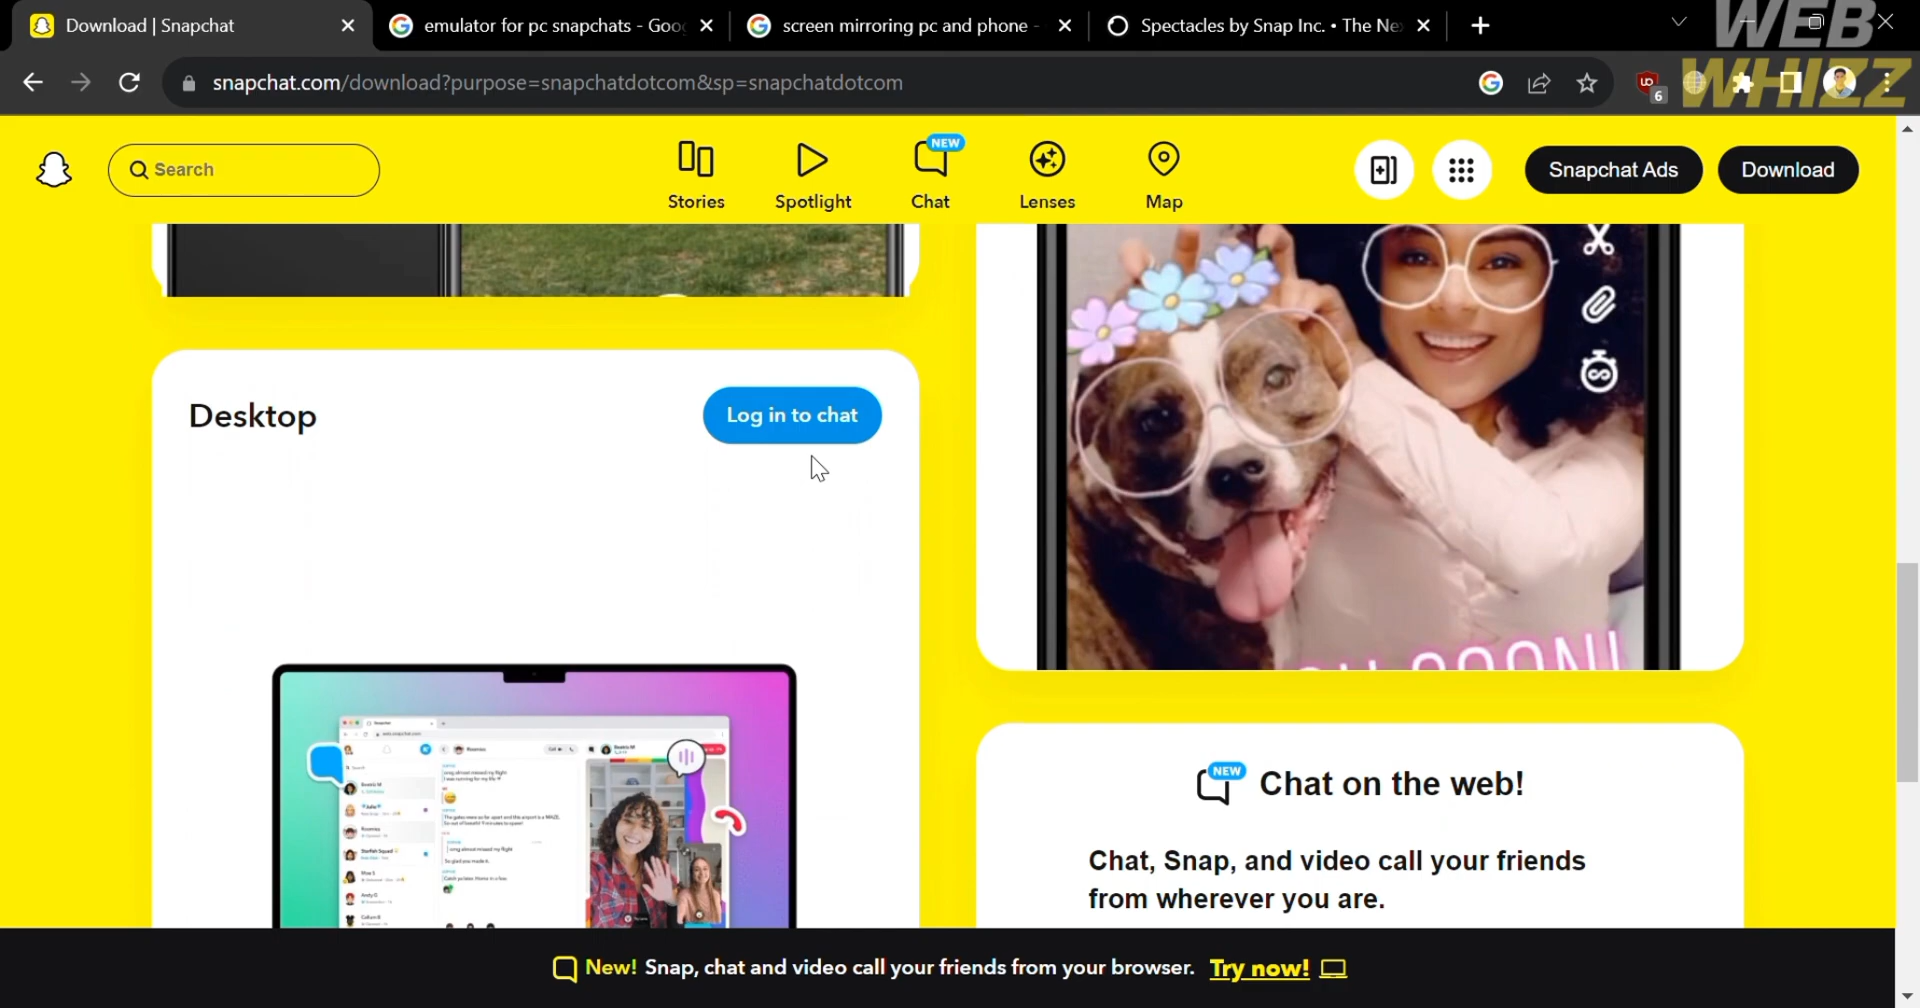 Download | Snapchat
emulator for pc snapchats - Goo
screen mirroring pc and phone -
Spectacles by Snap Inc. • The Ne
WEB
WHIZZ
snapchat.com/download?purpose=snapchatdotcom&sp=snapchatdotcom
6
Search
Stories
Spotlight
NEW
Chat
Lenses
Map
Snapchat Ads
Download
Desktop
Log in to chat
NEW
Chat on the web!
Chat, Snap, and video call your friends
from wherever you are.
New! Snap, chat and video call your friends from your browser. Try now!